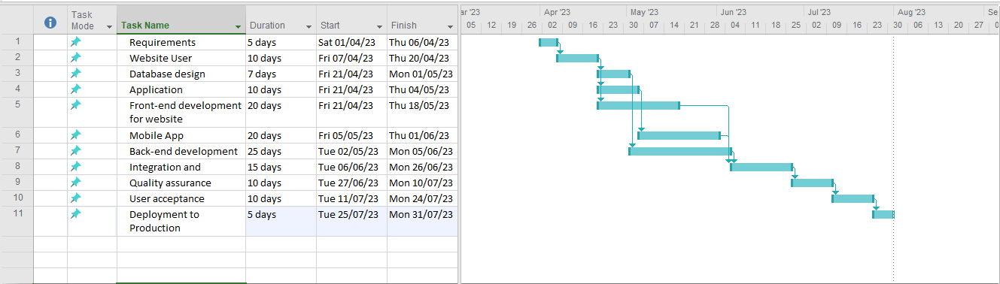 Task Mode Task Name Duration Start Finish
ar '23 Apr '23 May '23 Jun '23 Jul '23 Aug '23 Se
05 12 19 26 02 09 16 23 30 07 14 21 28 04 11 18 25 02 09 16 23 30 06 13 20 27 0
1 Requirements 5 days Sat 01/04/23 Thu 06/04/23
2 Website User 10 days Fri 07/04/23 Thu 20/04/23
3 Database design 7 days Fri 21/04/23 Mon 01/05/23
4 Application 10 days Fri 21/04/23 Thu 04/05/23
5 Front-end development 20 days Fri 21/04/23 Thu 18/05/23
for website
6 Mobile App 20 days Fri 05/05/23 Thu 01/06/23
7 Back-end development 25 days Tue 02/05/23 Mon 05/06/23
8 Integration and 15 days Tue 06/06/23 Mon 26/06/23
9 Quality assurance 10 days Tue 27/06/23 Mon 10/07/23
10 User acceptance 10 days Tue 11/07/23 Mon 24/07/23
11 Deployment to 5 days Tue 25/07/23 Mon 31/07/23
Production